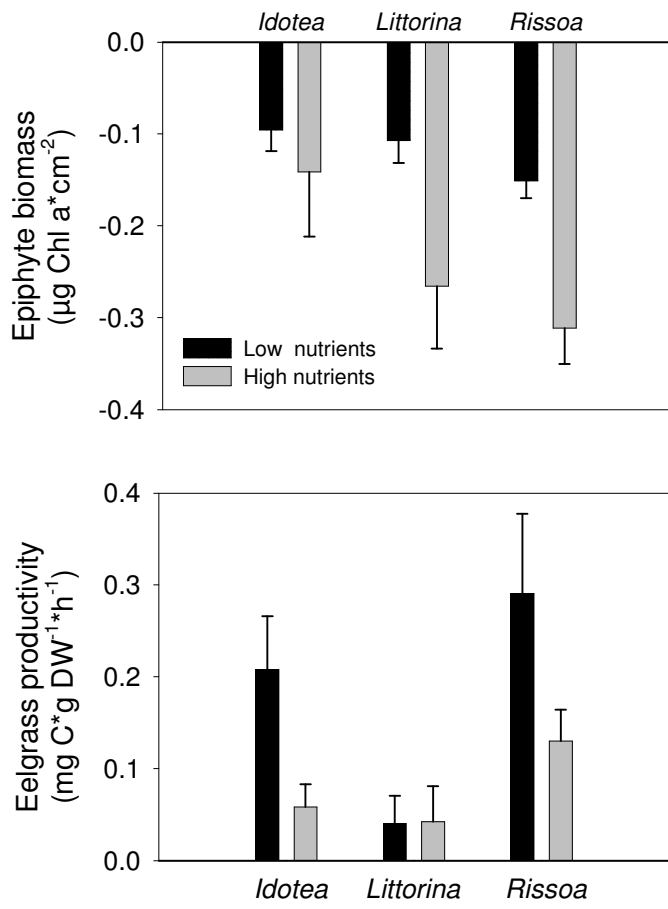 Idotea Littorina Rissoa
0.0
-0.1
-0.2
-0.3
-0.4
Epiphyte biomass
(µg Chl a*cm⁻²)
Low nutrients
High nutrients
0.4
0.3
0.2
0.1
0.0
Eelgrass productivity
(mg C*g DW⁻¹*h⁻¹)
Idotea Littorina Rissoa